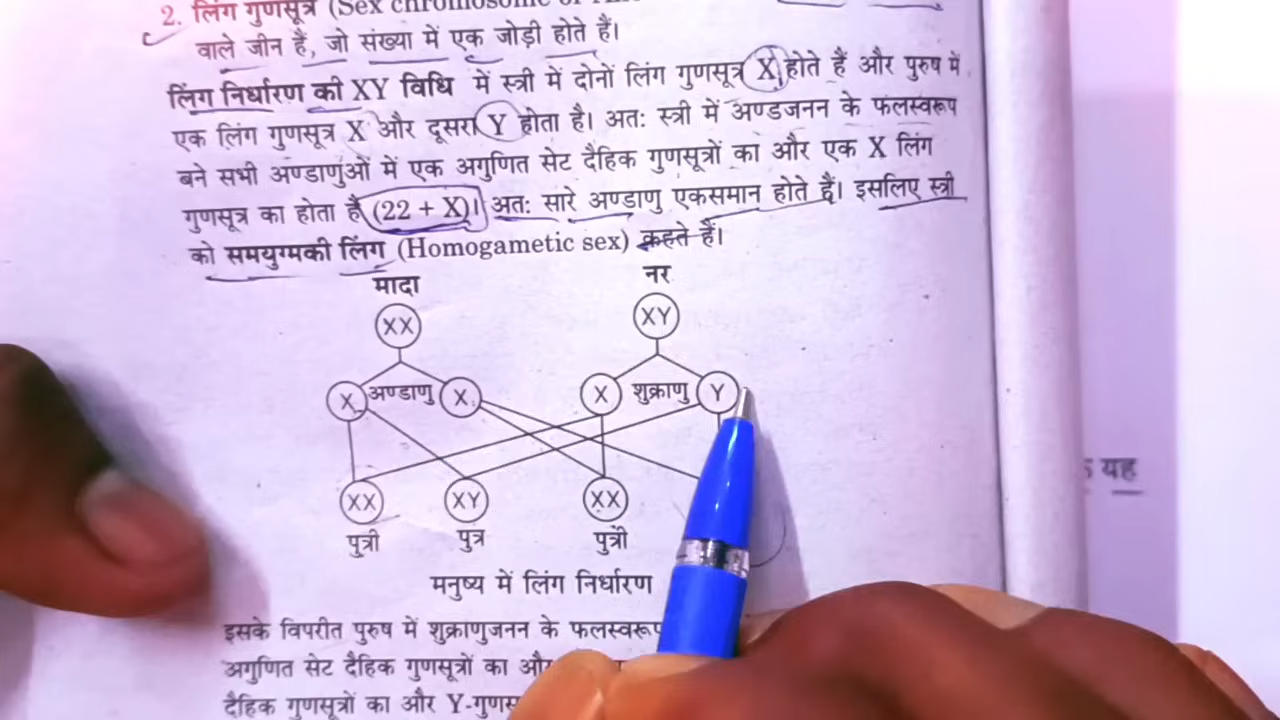 2. लिंग गुणसूत्र (Sex chromosome or
वाले जीन हैं, जो संख्या में एक जोड़ी होते हैं।
लिंग निर्धारण की XY विधि में स्त्री में दोनों लिंग गुणसूत्र X होते हैं और पुरुष में
एक लिंग गुणसूत्र X और दूसरा Y होता है। अतः स्त्री में अण्डजनन के फलस्वरूप
बने सभी अण्डाणुओं में एक अगुणित सेट दैहिक गुणसूत्रों का और एक X लिंग
गुणसूत्र का होता है (22 + X)। अतः सारे अण्डाणु एकसमान होते हैं। इसलिए स्त्री
को समयुग्मकी लिंग (Homogametic sex) कहते हैं।
मादा नर
XX XY
X अण्डाणु X X शुक्राणु Y
XX XY XX
पुत्री पुत्र पुत्री
मनुष्य में लिंग निर्धारण
यह
इसके विपरीत पुरुष में शुक्राणुजनन के फलस्वरूप
अगुणित सेट दैहिक गुणसूत्रों का और
दैहिक गुणसूत्रों का और